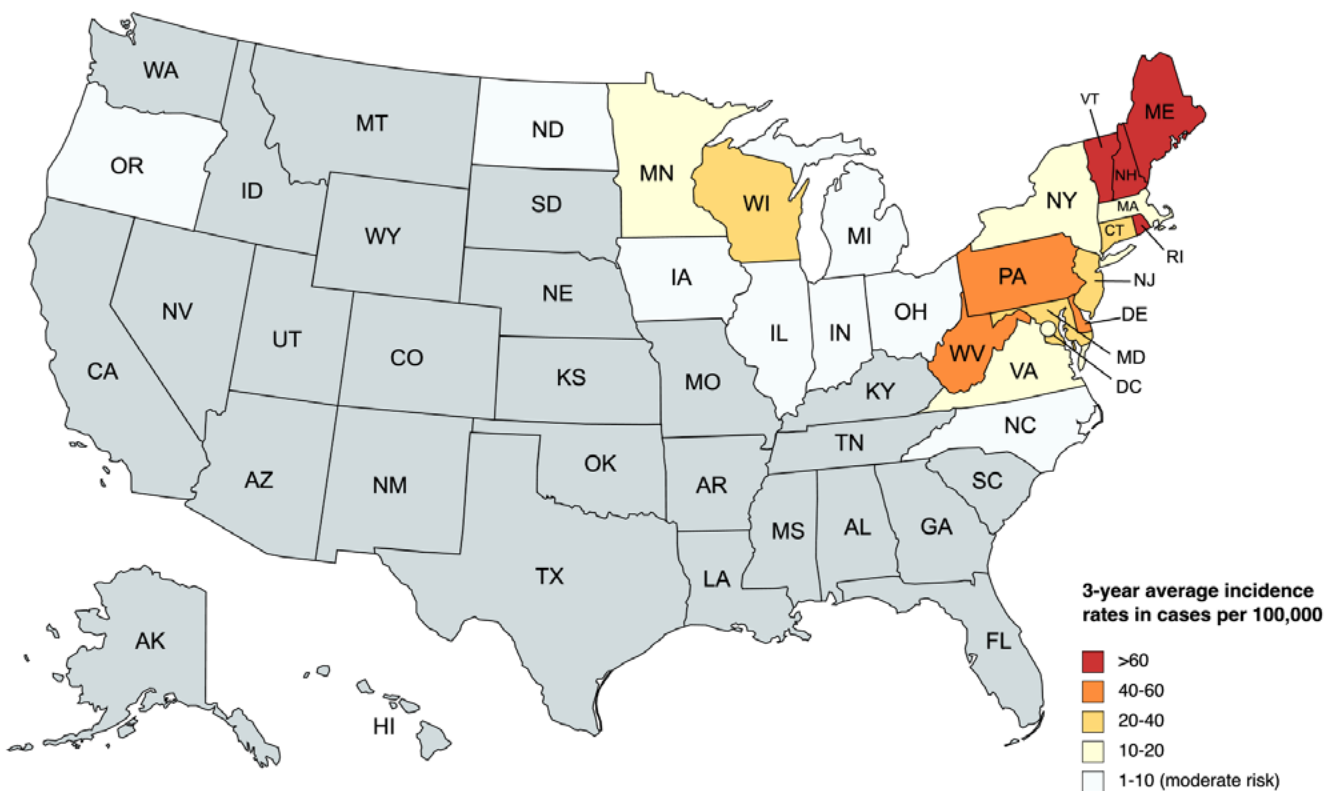 WA
MT
ND
MN
VT
ME
OR
ID
SD
WI
NY
NH
MA
WY
MI
CT
RI
IA
PA
NJ
NE
OH
DE
NV
UT
IL
IN
WV
MD
CA
CO
KS
MO
VA
DC
KY
NC
TN
AZ
NM
OK
AR
SC
MS
AL
GA
TX
LA
AK
FL
HI
3-year average incidence
rates in cases per 100,000
>60
40-60
20-40
10-20
1-10 (moderate risk)